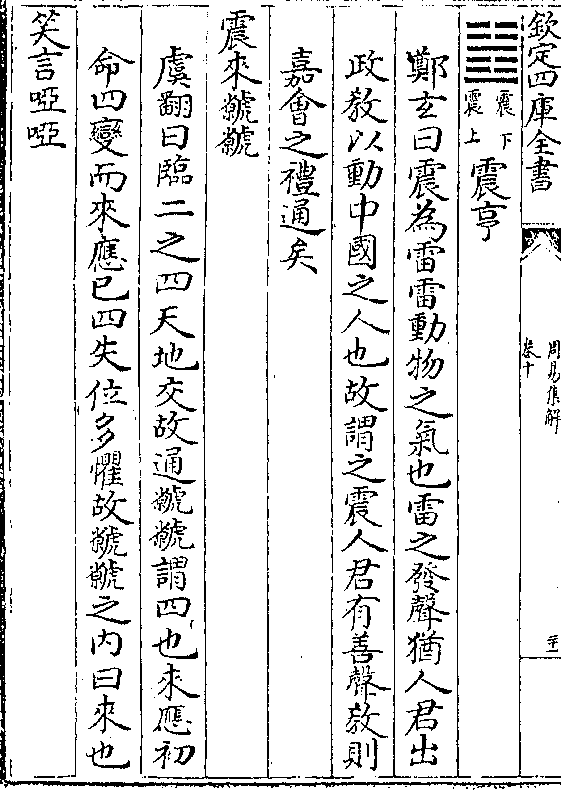 欽定四庫全書
周易集解
卷十
二十一
䷲
震下
震上
震亨
鄭玄曰震為雷雷動物之氣也雷之發聲猶人君出
政教以動中國之人也故謂之震人君有善聲教則
嘉會之禮通矣
震來虩虩
虞翻曰臨二之四天地交故通虩虩謂四也來應初
命四變而來應已四失位多懼故虩虩之內曰來也
笑言啞啞